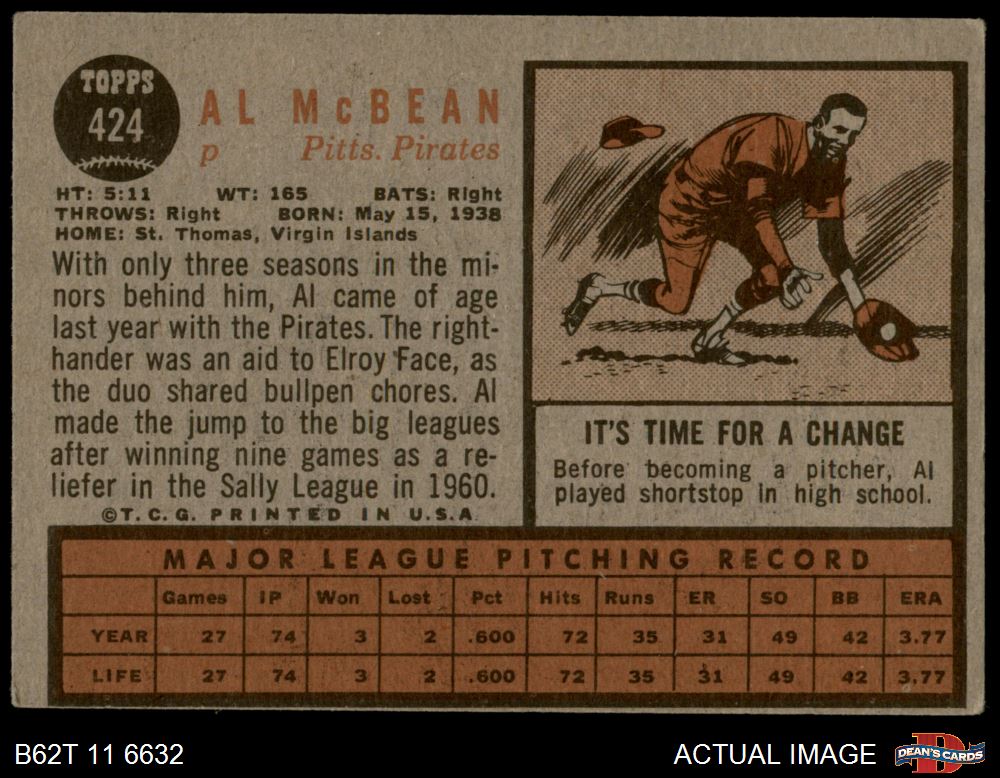 TOPPS
424
AL McBEAN
p Pitts. Pirates
HT: 5:11 WT: 165 BATS: Right
THROWS: Right BORN: May 15, 1938
HOME: St. Thomas, Virgin Islands
With only three seasons in the mi-
nors behind him, Al came of age
last year with the Pirates. The right-
hander was an aid to Elroy Face, as
the duo shared bullpen chores. Al
made the jump to the big leagues
after winning nine games as a re-
liefer in the Sally League in 1960.
©T.C.G. PRINTED IN U.S.A.
IT'S TIME FOR A CHANGE
Before becoming a pitcher, Al
played shortstop in high school.
MAJOR LEAGUE PITCHING RECORD
Games IP Won Lost Pct Hits Runs ER SO BB ERA
YEAR 27 74 3 2 .600 72 35 31 49 42 3.77
LIFE 27 74 3 2 .600 72 35 31 49 42 3.77
B62T 11 6632 ACTUAL IMAGE DEAN'S CARDS